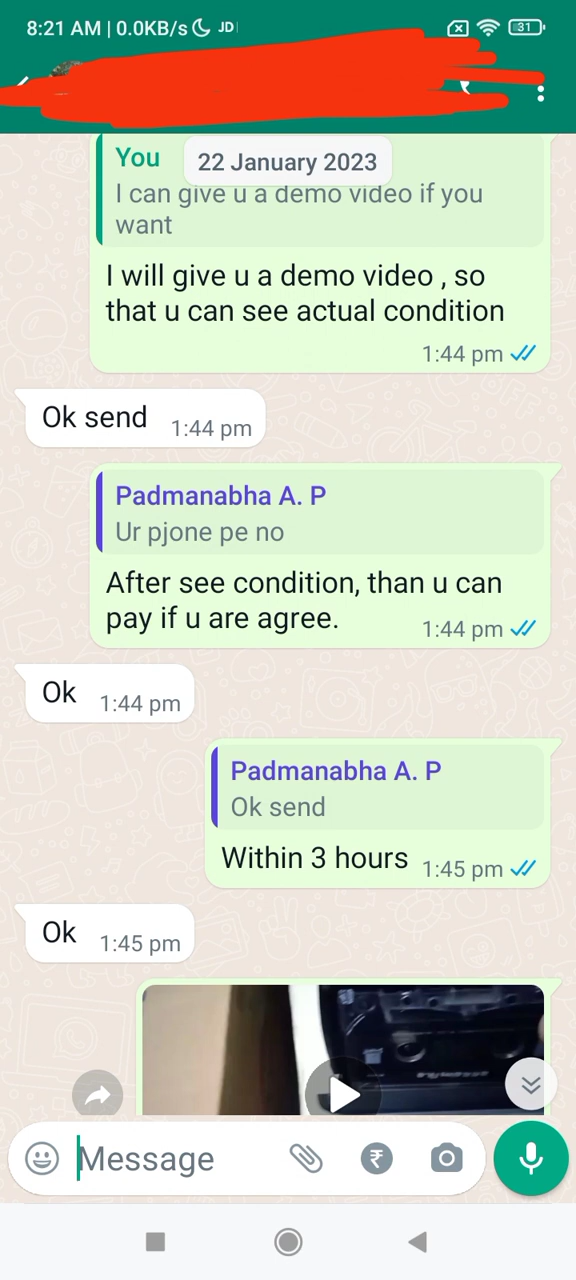 8:21 AM | 0.0KB/s JD
31
22 January 2023
You
I can give u a demo video if you
want
I will give u a demo video , so
that u can see actual condition
1:44 pm
Ok send 1:44 pm
Padmanabha A. P
Ur pjone pe no
After see condition, than u can
pay if u are agree. 1:44 pm
Ok 1:44 pm
Padmanabha A. P
Ok send
Within 3 hours 1:45 pm
Ok 1:45 pm
Message
₹